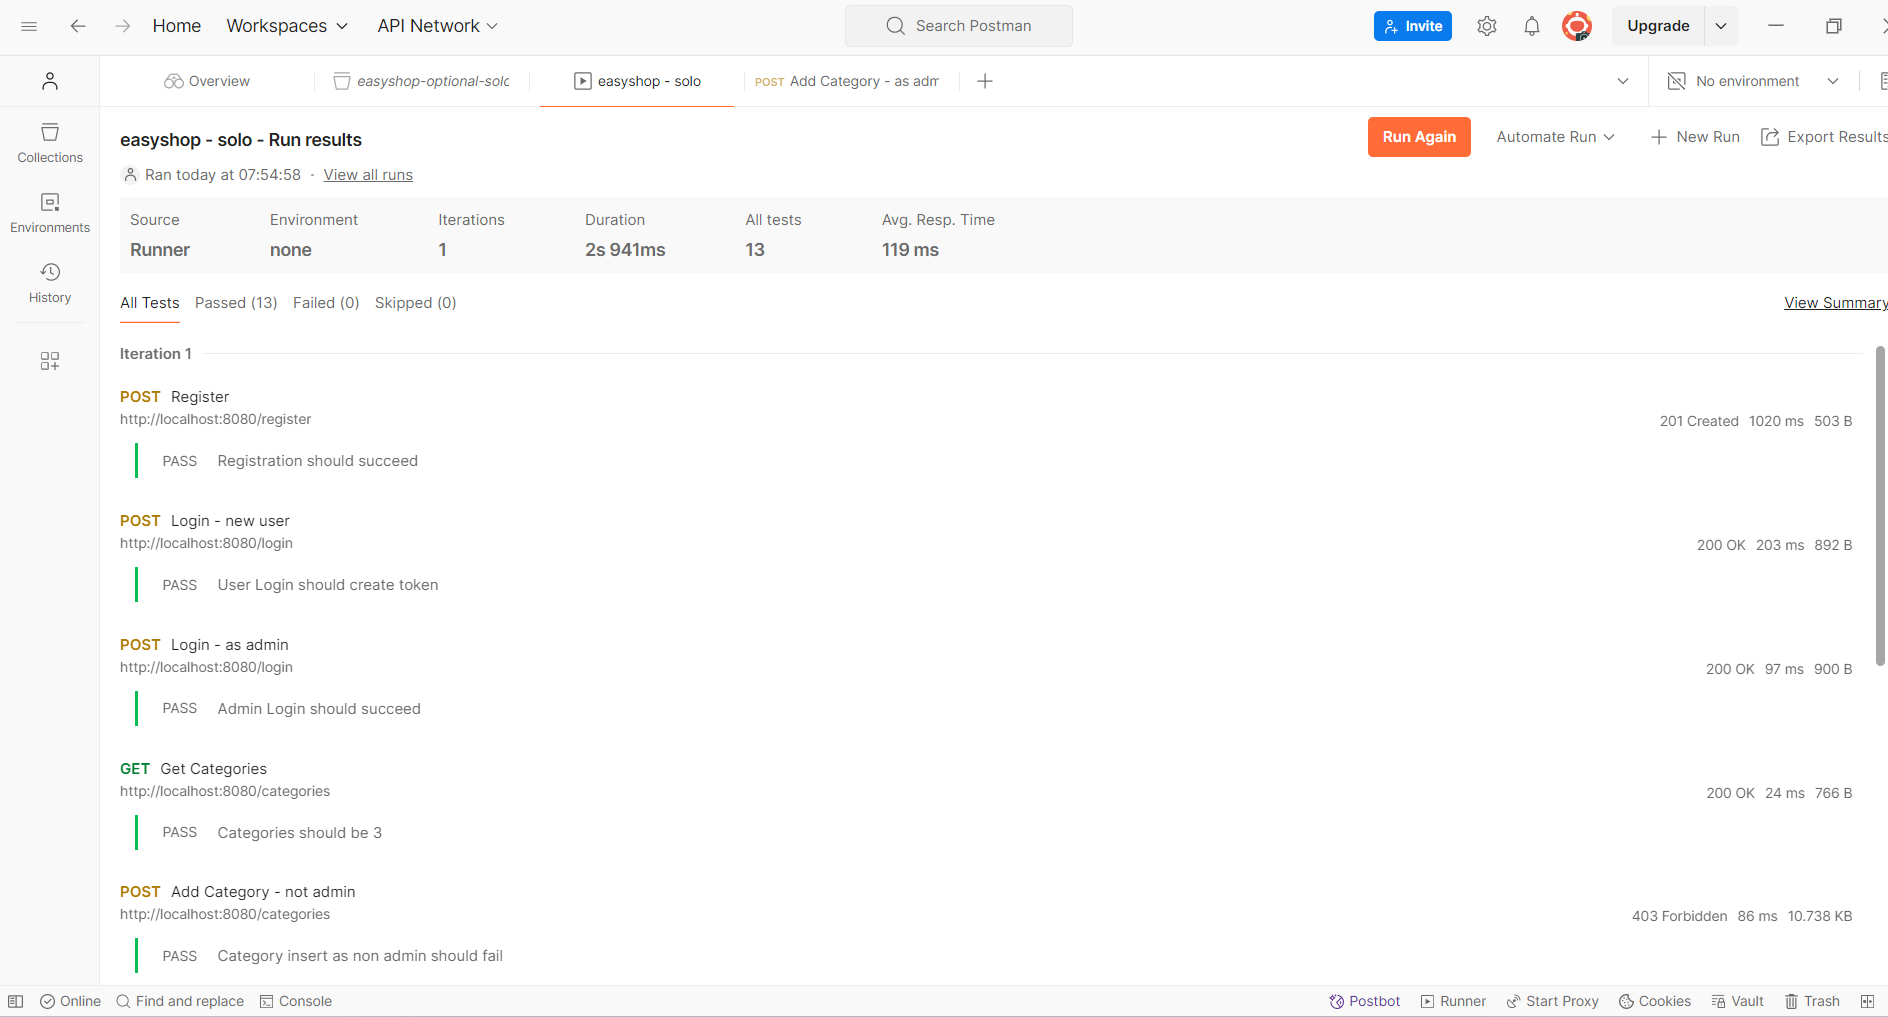 Home Workspaces API Network Search Postman Invite Upgrade
Overview easyshop-optional-solo easyshop - solo POST Add Category - as adm No environment
easyshop - solo - Run results
Run Again Automate Run New Run Export Results
Ran today at 07:54:58 · View all runs
Collections
Environments
History
Source Environment Iterations Duration All tests Avg. Resp. Time
Runner none 1 2s 941ms 13 119 ms
All Tests Passed (13) Failed (0) Skipped (0) View Summary
Iteration 1
POST Register
http://localhost:8080/register 201 Created 1020 ms 503 B
PASS Registration should succeed
POST Login - new user
http://localhost:8080/login 200 OK 203 ms 892 B
PASS User Login should create token
POST Login - as admin
http://localhost:8080/login 200 OK 97 ms 900 B
PASS Admin Login should succeed
GET Get Categories
http://localhost:8080/categories 200 OK 24 ms 766 B
PASS Categories should be 3
POST Add Category - not admin
http://localhost:8080/categories 403 Forbidden 86 ms 10.738 KB
PASS Category insert as non admin should fail
Online Find and replace Console Postbot Runner Start Proxy Cookies Vault Trash